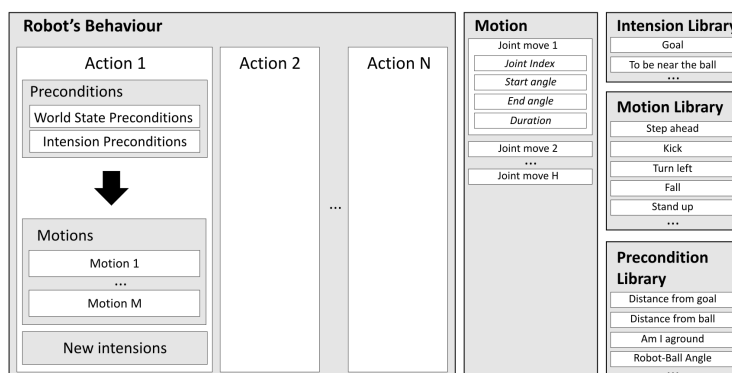 Robot's Behaviour
Action 1
Preconditions
World State Preconditions
Intension Preconditions
Motions
Motion 1
...
Motion M
New intensions
Action 2
...
Action N
Motion
Joint move 1
Joint Index
Start angle
End angle
Duration
Joint move 2
...
Joint move H
Intension Library
Goal
To be near the ball
...
Motion Library
Step ahead
Kick
Turn left
Fall
Stand up
...
Precondition
Library
Distance from goal
Distance from ball
Am I aground
Robot-Ball Angle
...